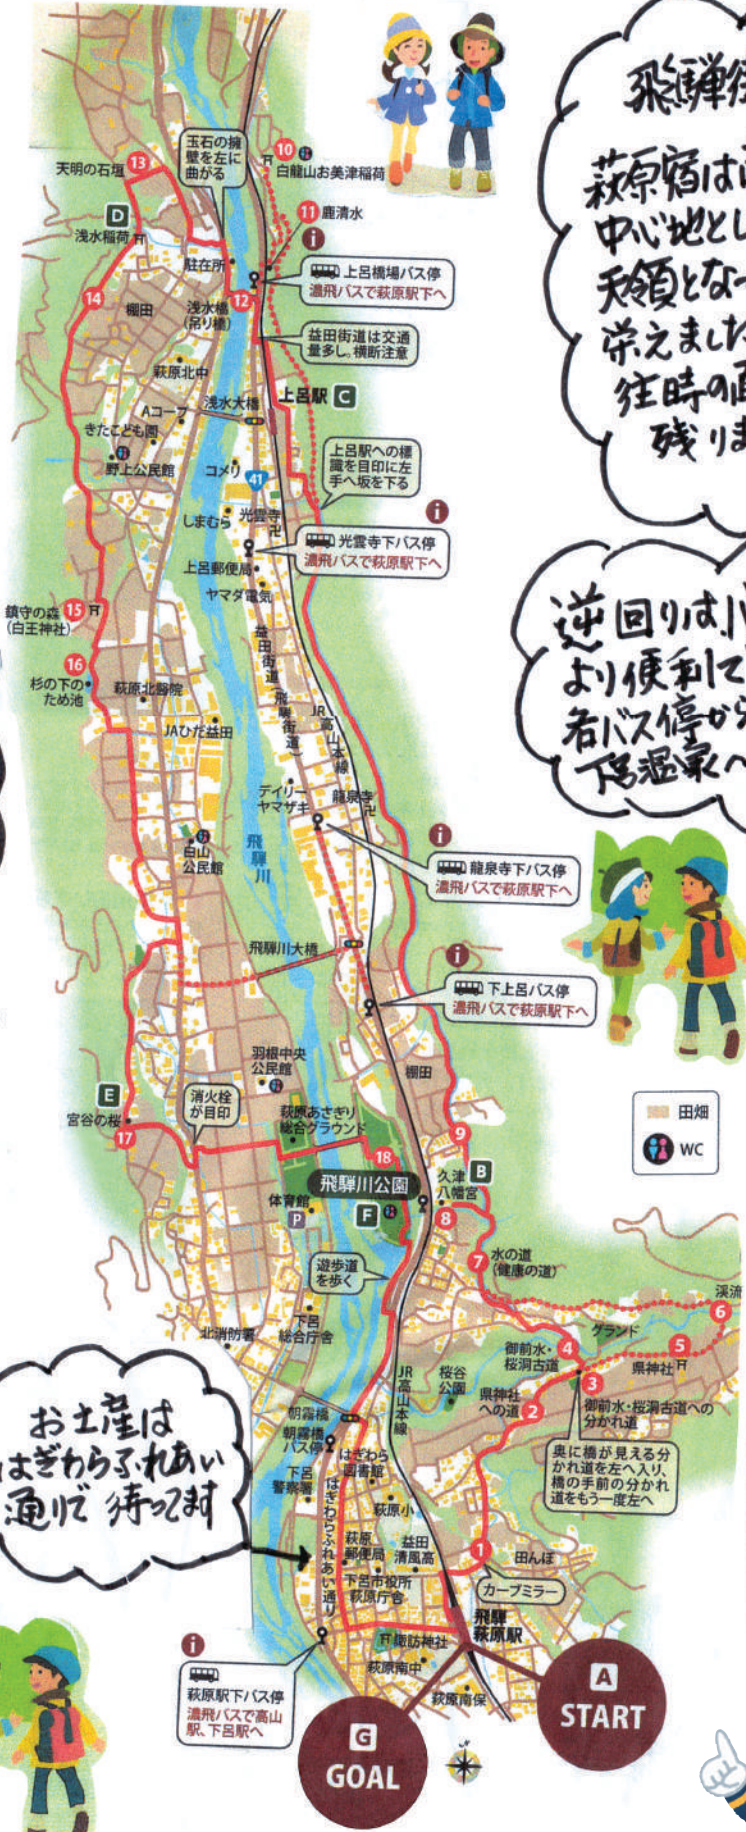 飛騨
萩原宿は
中心地とし
天領となっ
栄えました
往時の面
残りま
玉石の擁
壁を左に
曲がる
10
白龍山お美津稲荷
天明の石垣
13
11
鹿清水
i
D
浅水稲荷
駐在所
上呂橋場バス停
濃飛バスで萩原駅下へ
14
棚田
浅水橋
(吊り橋)
12
益田街道は交通
量多し。横断注意
萩原北中
Aコープ
浅水大橋
上呂駅
C
きたこども園
野上公民館
コメリ
41
上呂駅への標
識を目印に左
手へ坂を下る
しまむら
光雲寺
i
光雲寺下バス停
濃飛バスで萩原駅下へ
上呂郵便局
ヤマダ電気
逆回りは、バ
より便利で
各バス停から
下呂温泉へ
鎮守の森
(白王神社)
15
16
杉の下の
ため池
萩原北醫院
益田街道(飛騨街道)
JR高山本線
JAひだ益田
デイリー
ヤマザキ
龍泉寺
飛騨川
白山
公民館
i
龍泉寺下バス停
濃飛バスで萩原駅下へ
飛騨川大橋
i
下上呂バス停
濃飛バスで萩原駅下へ
羽根中央
公民館
棚田
E
宮谷の桜
17
消火栓
が目印
萩原あさぎり
総合グラウンド
田畑
WC
9
18
飛騨川公園
久津
八幡宮
B
体育館
P
F
8
遊歩道
を歩く
7
水の道
(健康の道)
渓流
6
北消防署
下呂
総合庁舎
グランド
御前水・
桜洞古道
4
5
県神社
3
JR高山本線
桜谷
公園
県神社
への道
2
御前水・桜洞古道への
分かれ道
お土産は
はぎわらふれあい
通りで 待ってます
朝霧橋
朝霧橋
バス停
はぎわら
図書館
奥に橋が見える分
かれ道を左へ入り、
橋の手前の分かれ
道をもう一度左へ
下呂
警察署
はぎわらふれあい通り
萩原小
萩原
郵便局
益田
清風高
1
田んぼ
カーブミラー
下呂市役所
萩原庁舎
飛騨
萩原駅
諏訪神社
萩原南中
萩原南保
i
萩原駅下バス停
濃飛バスで高山
駅、下呂駅へ
A
START
G
GOAL